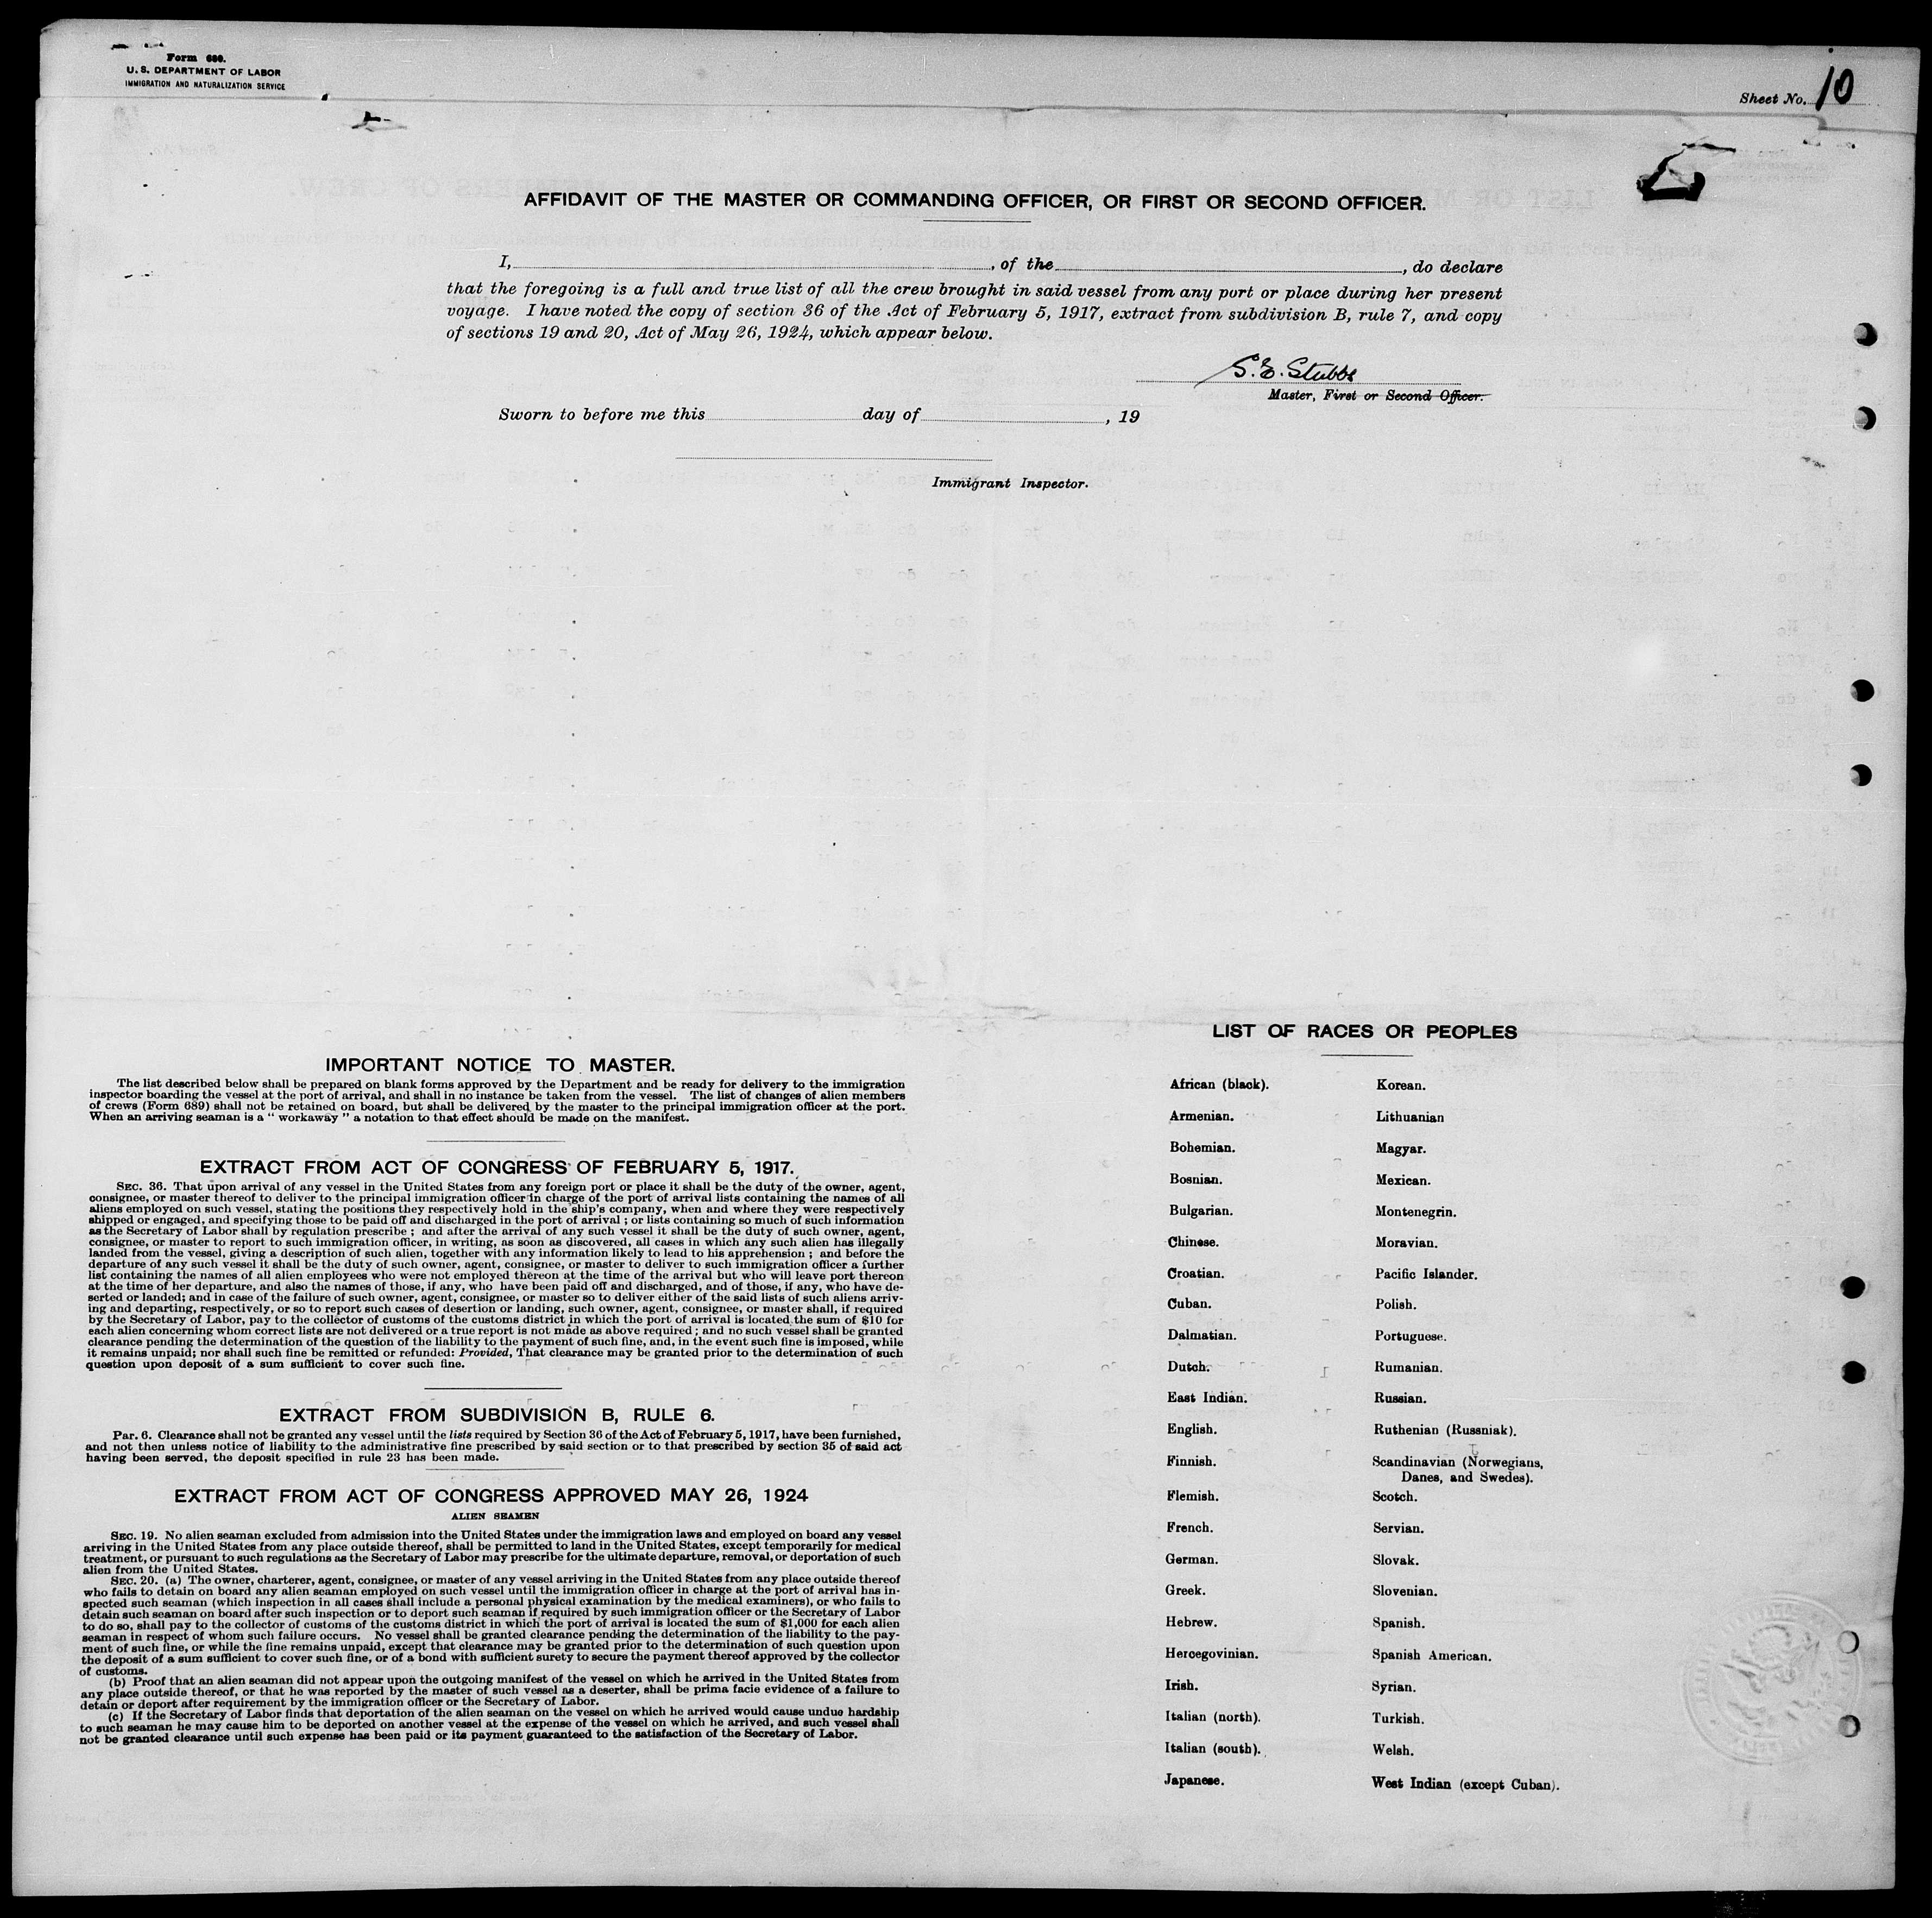 Form 689.
U. S. DEPARTMENT OF LABOR
IMMIGRATION AND NATURALIZATION SERVICE
Sheet No. 10
AFFIDAVIT OF THE MASTER OR COMMANDING OFFICER, OR FIRST OR SECOND OFFICER.
I, , of the , do declare
that the foregoing is a full and true list of all the crew brought in said vessel from any port or place during her present
voyage. I have noted the copy of section 36 of the Act of February 5, 1917, extract from subdivision B, rule 7, and copy
of sections 19 and 20, Act of May 26, 1924, which appear below.
S. E. Stubbs
Master, First or Second Officer.
Sworn to before me this day of , 19
Immigrant Inspector.
IMPORTANT NOTICE TO MASTER.
The list described below shall be prepared on blank forms approved by the Department and be ready for delivery to the immigration
inspector boarding the vessel at the port of arrival, and shall in no instance be taken from the vessel. The list of changes of alien members
of crews (Form 689) shall not be retained on board, but shall be delivered by the master to the principal immigration officer at the port.
When an arriving seaman is a “ workaway ” a notation to that effect should be made on the manifest.
EXTRACT FROM ACT OF CONGRESS OF FEBRUARY 5, 1917.
SEC. 36. That upon arrival of any vessel in the United States from any foreign port or place it shall be the duty of the owner, agent,
consignee, or master thereof to deliver to the principal immigration officer in charge of the port of arrival lists containing the names of all
aliens employed on such vessel, stating the positions they respectively hold in the ship's company, when and where they were respectively
shipped or engaged, and specifying those to be paid off and discharged in the port of arrival ; or lists containing so much of such information
as the Secretary of Labor shall by regulation prescribe ; and after the arrival of any such vessel it shall be the duty of such owner, agent,
consignee, or master to report to such immigration officer, in writing, as soon as discovered, all cases in which any such alien has illegally
landed from the vessel, giving a description of such alien, together with any information likely to lead to his apprehension ; and before the
departure of any such vessel it shall be the duty of such owner, agent, consignee, or master to deliver to such immigration officer a further
list containing the names of all alien employees who were not employed thereon at the time of the arrival but who will leave port thereon
at the time of her departure, and also the names of those, if any, who have been paid off and discharged, and of those, if any, who have de-
serted or landed; and in case of the failure of such owner, agent, consignee, or master so to deliver either of the said lists of such aliens arriv-
ing and departing, respectively, or so to report such cases of desertion or landing, such owner, agent, consignee, or master shall, if required
by the Secretary of Labor, pay to the collector of customs of the customs district in which the port of arrival is located the sum of $10 for
each alien concerning whom correct lists are not delivered or a true report is not made as above required ; and no such vessel shall be granted
clearance pending the determination of the question of the liability to the payment of such fine, and, in the event such fine is imposed, while
it remains unpaid; nor shall such fine be remitted or refunded: Provided, That clearance may be granted prior to the determination of such
question upon deposit of a sum sufficient to cover such fine.
EXTRACT FROM SUBDIVISION B, RULE 6.
Par. 6. Clearance shall not be granted any vessel until the lists required by Section 36 of the Act of February 5, 1917, have been furnished,
and not then unless notice of liability to the administrative fine prescribed by said section or to that prescribed by section 35 of said act
having been served, the deposit specified in rule 23 has been made.
EXTRACT FROM ACT OF CONGRESS APPROVED MAY 26, 1924
ALIEN SEAMEN
SEC. 19. No alien seaman excluded from admission into the United States under the immigration laws and employed on board any vessel
arriving in the United States from any place outside thereof, shall be permitted to land in the United States, except temporarily for medical
treatment, or pursuant to such regulations as the Secretary of Labor may prescribe for the ultimate departure, removal, or deportation of such
alien from the United States.
SEC. 20. (a) The owner, charterer, agent, consignee, or master of any vessel arriving in the United States from any place outside thereof
who fails to detain on board any alien seaman employed on such vessel until the immigration officer in charge at the port of arrival has in-
spected such seaman (which inspection in all cases shall include a personal physical examination by the medical examiners), or who fails to
detain such seaman on board after such inspection or to deport such seaman if required by such immigration officer or the Secretary of Labor
to do so, shall pay to the collector of customs of the customs district in which the port of arrival is located the sum of $1,000 for each alien
seaman in respect of whom such failure occurs. No vessel shall be granted clearance pending the determination of the liability to the pay-
ment of such fine, or while the fine remains unpaid, except that clearance may be granted prior to the determination of such question upon
the deposit of a sum sufficient to cover such fine, or of a bond with sufficient surety to secure the payment thereof approved by the collector
of customs.
(b) Proof that an alien seaman did not appear upon the outgoing manifest of the vessel on which he arrived in the United States from
any place outside thereof, or that he was reported by the master of such vessel as a deserter, shall be prima facie evidence of a failure to
detain or deport after requirement by the immigration officer or the Secretary of Labor.
(c) If the Secretary of Labor finds that deportation of the alien seaman on the vessel on which he arrived would cause undue hardship
to such seaman he may cause him to be deported on another vessel at the expense of the vessel on which he arrived, and such vessel shall
not be granted clearance until such expense has been paid or its payment guaranteed to the satisfaction of the Secretary of Labor.
LIST OF RACES OR PEOPLES
African (black).
Armenian.
Bohemian.
Bosnian.
Bulgarian.
Chinese.
Croatian.
Cuban.
Dalmatian.
Dutch.
East Indian.
English.
Finnish.
Flemish.
French.
German.
Greek.
Hebrew.
Hercegovinian.
Irish.
Italian (north).
Italian (south).
Japanese.
Korean.
Lithuanian
Magyar.
Mexican.
Montenegrin.
Moravian.
Pacific Islander.
Polish.
Portuguese.
Rumanian.
Russian.
Ruthenian (Russniak).
Scandinavian (Norwegians,
Danes, and Swedes).
Scotch.
Servian.
Slovak.
Slovenian.
Spanish.
Spanish American.
Syrian.
Turkish.
Welsh.
West Indian (except Cuban).